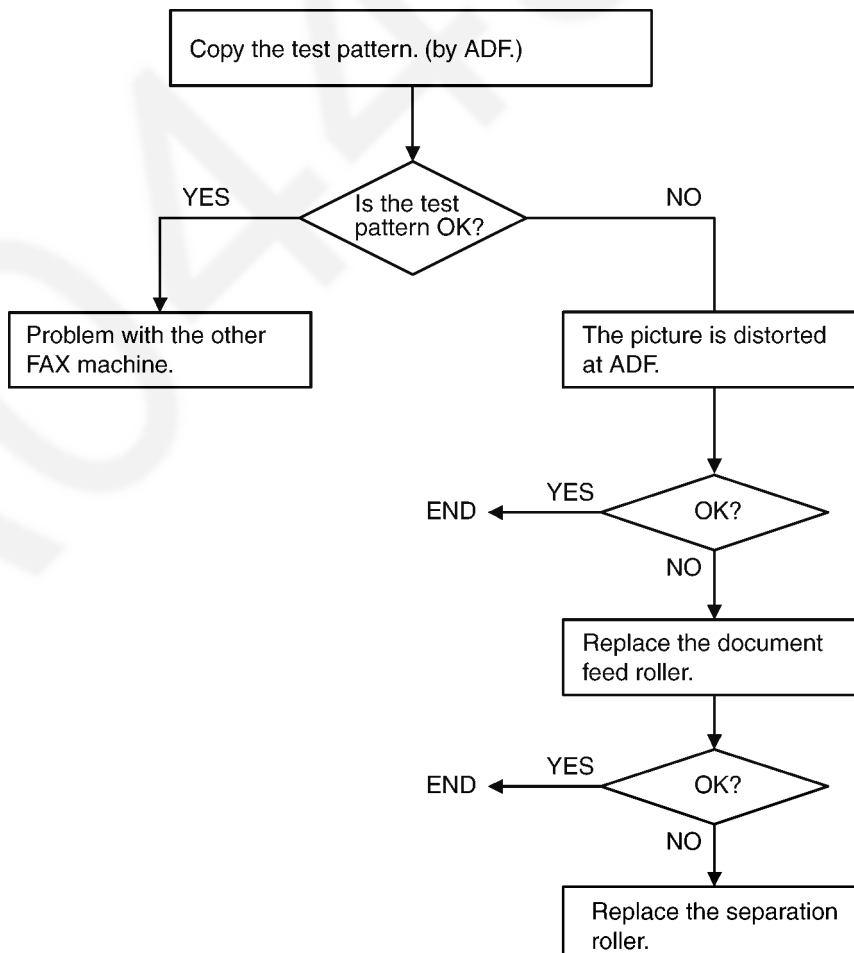 Copy the test pattern. (by ADF.)
YES
NO
Is the test
pattern OK?
Problem with the other
FAX machine.
The picture is distorted
at ADF.
END
YES
OK?
NO
Replace the document
feed roller.
END
YES
OK?
NO
Replace the separation
roller.